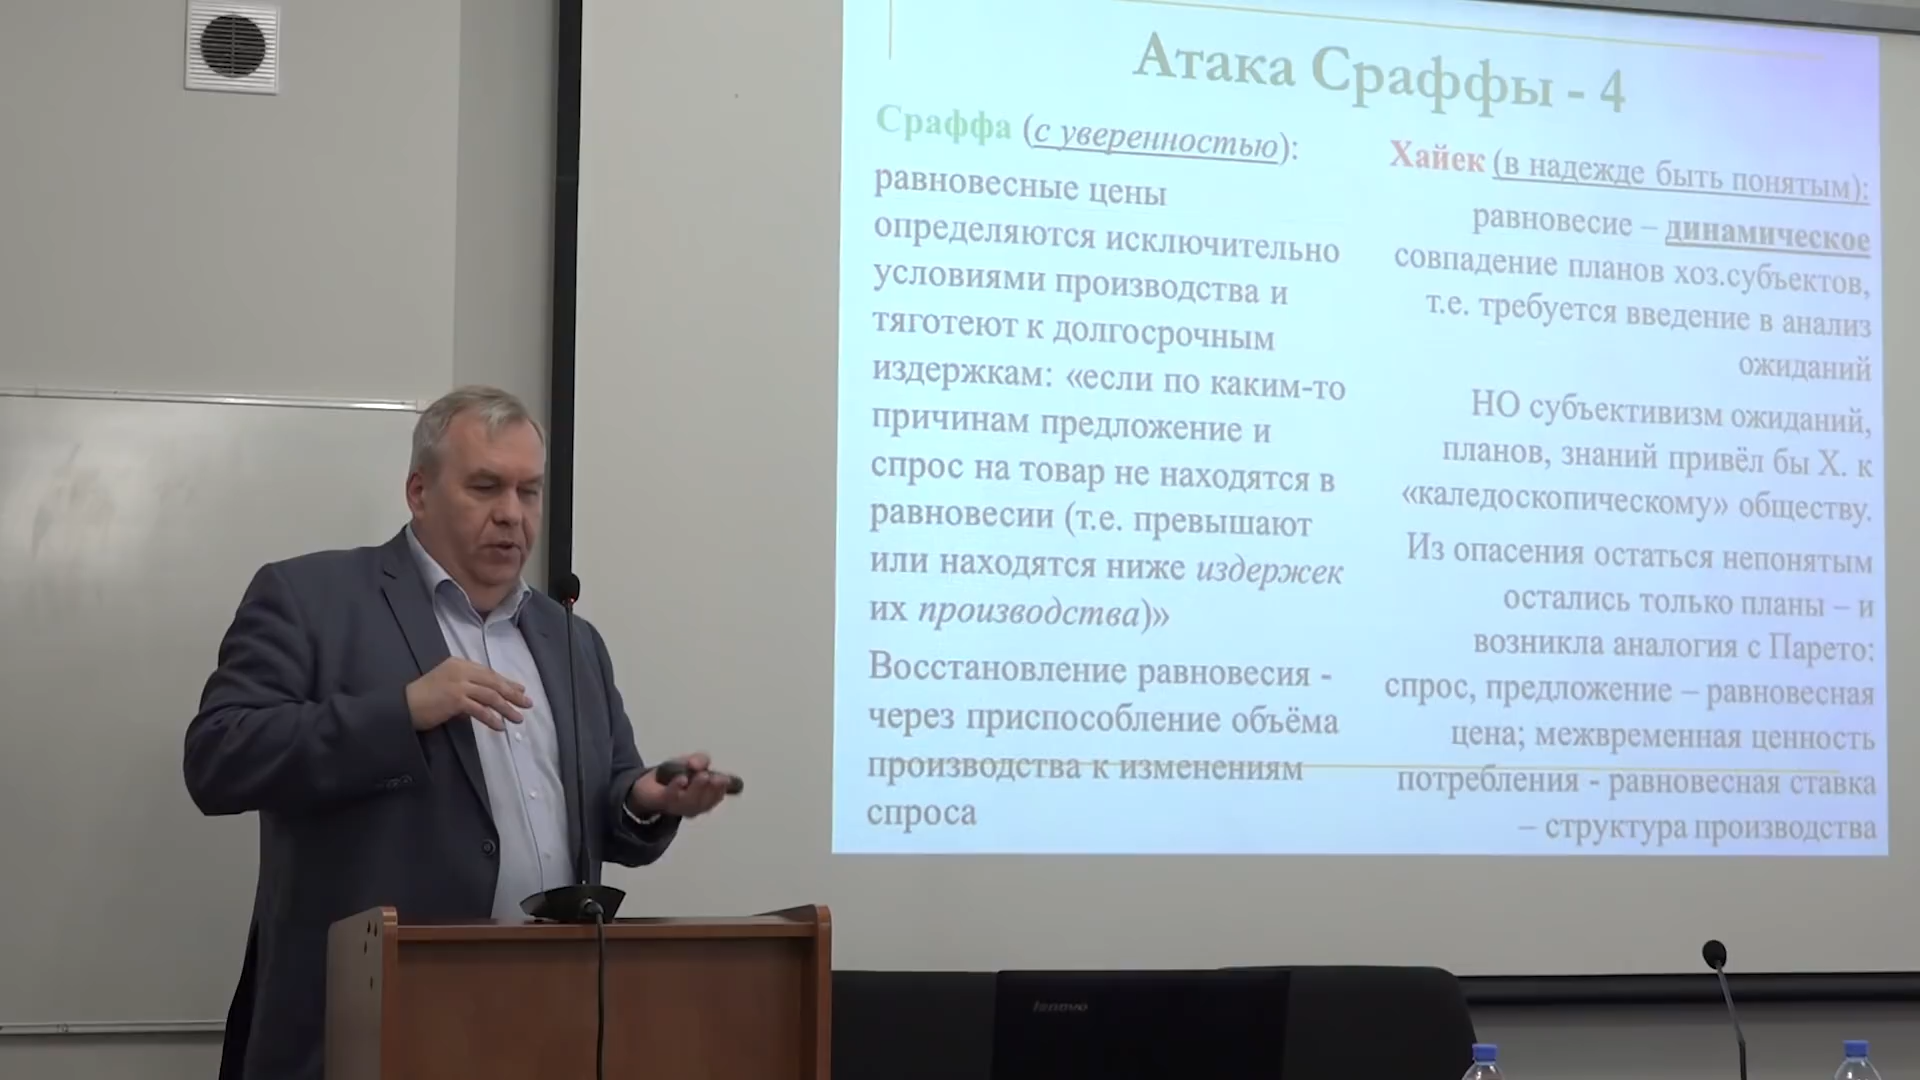 Атака Сраффы - 4
Сраффа (с уверенностью):
равновесные цены
определяются исключительно
условиями производства и
тяготеют к долгосрочным
издержкам: «если по каким-то
причинам предложение и
спрос на товар не находятся в
равновесии (т.е. превышают
или находятся ниже издержек
их производства)»
Восстановление равновесия -
через приспособление объёма
производства к изменениям
спроса
Хайек (в надежде быть понятым):
равновесие – динамическое
совпадение планов хоз.субъектов,
т.е. требуется введение в анализ
ожиданий
НО субъективизм ожиданий,
планов, знаний привёл бы Х. к
«каледоскопическому» обществу.
Из опасения остаться непонятым
остались только планы – и
возникла аналогия с Парето:
спрос, предложение – равновесная
цена; межвременная ценность
потребления - равновесная ставка
– структура производства
lenovo